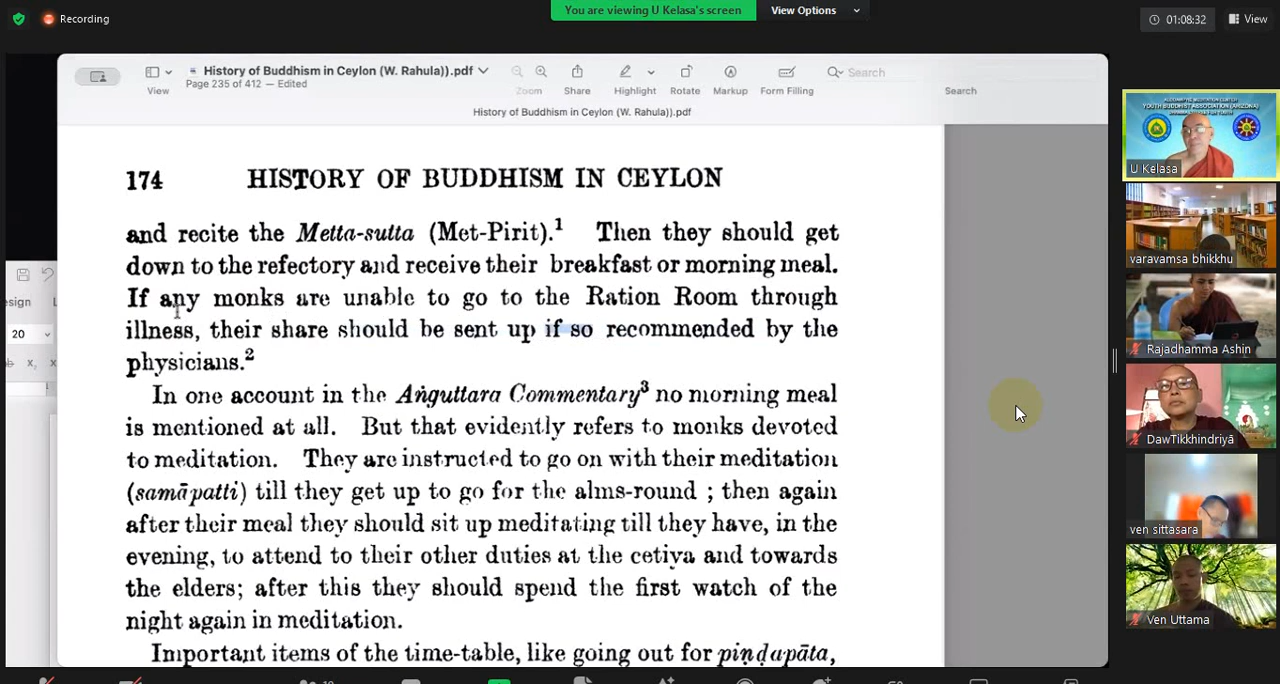 Recording
You are viewing U Kelasa's screen
View Options
01:08:32
View
History of Buddhism in Ceylon (W. Rahula)).pdf
Page 235 of 412 — Edited
View
Zoom
Share
Highlight
Rotate
Markup
Form Filling
Search
Search
History of Buddhism in Ceylon (W. Rahula)).pdf
174 HISTORY OF BUDDHISM IN CEYLON
and recite the Metta-sutta (Met-Pirit).¹ Then they should get
down to the refectory and receive their breakfast or morning meal.
If any monks are unable to go to the Ration Room through
illness, their share should be sent up if so recommended by the
physicians.²
In one account in the Aṅguttara Commentary³ no morning meal
is mentioned at all. But that evidently refers to monks devoted
to meditation. They are instructed to go on with their meditation
(samāpatti) till they get up to go for the alms-round ; then again
after their meal they should sit up meditating till they have, in the
evening, to attend to their other duties at the cetiya and towards
the elders; after this they should spend the first watch of the
night again in meditation.
Important items of the time-table, like going out for piṇḍapāta,
esign
20
YOUTH BUDDHIST ASSOCIATION (ARIZONA)
U Kelasa
varavamsa bhikkhu
Rajadhamma Ashin
DawTikkhindriyā
ven sittasara
Ven Uttama